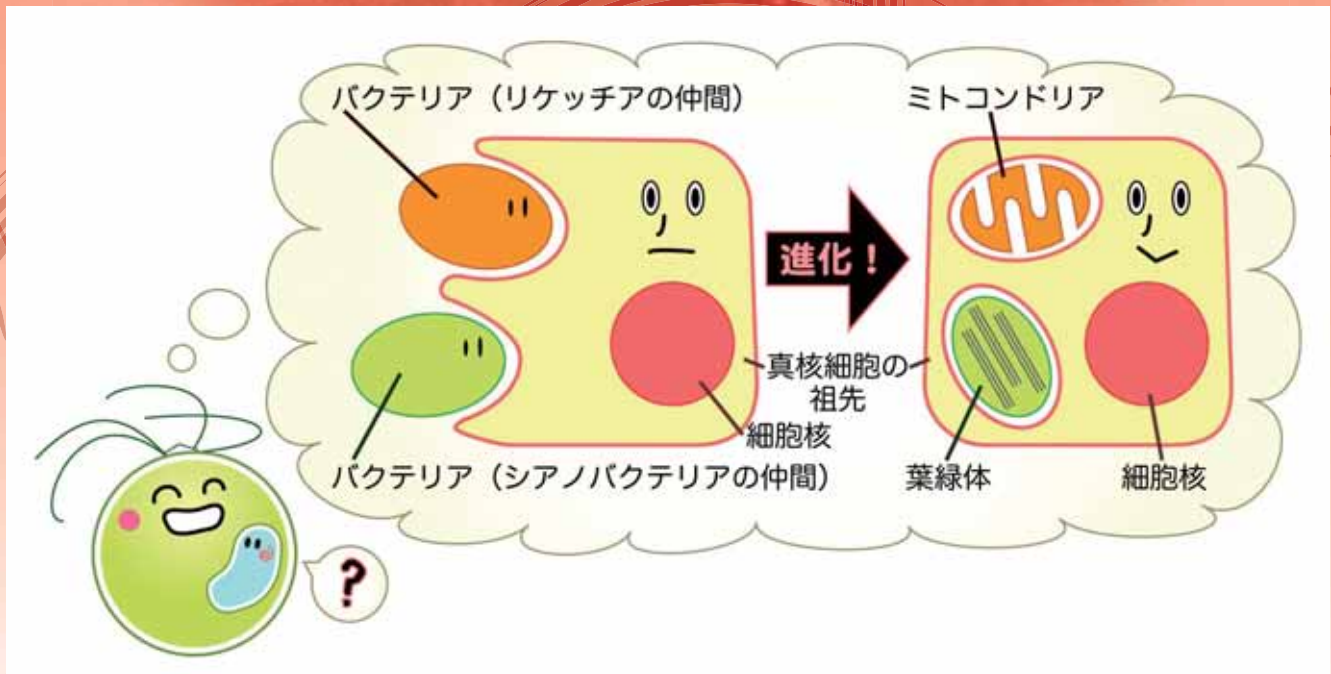 バクテリア（リケッチアの仲間）
ミトコンドリア
進化！
真核細胞の
祖先
細胞核
バクテリア（シアノバクテリアの仲間）
葉緑体
細胞核
?